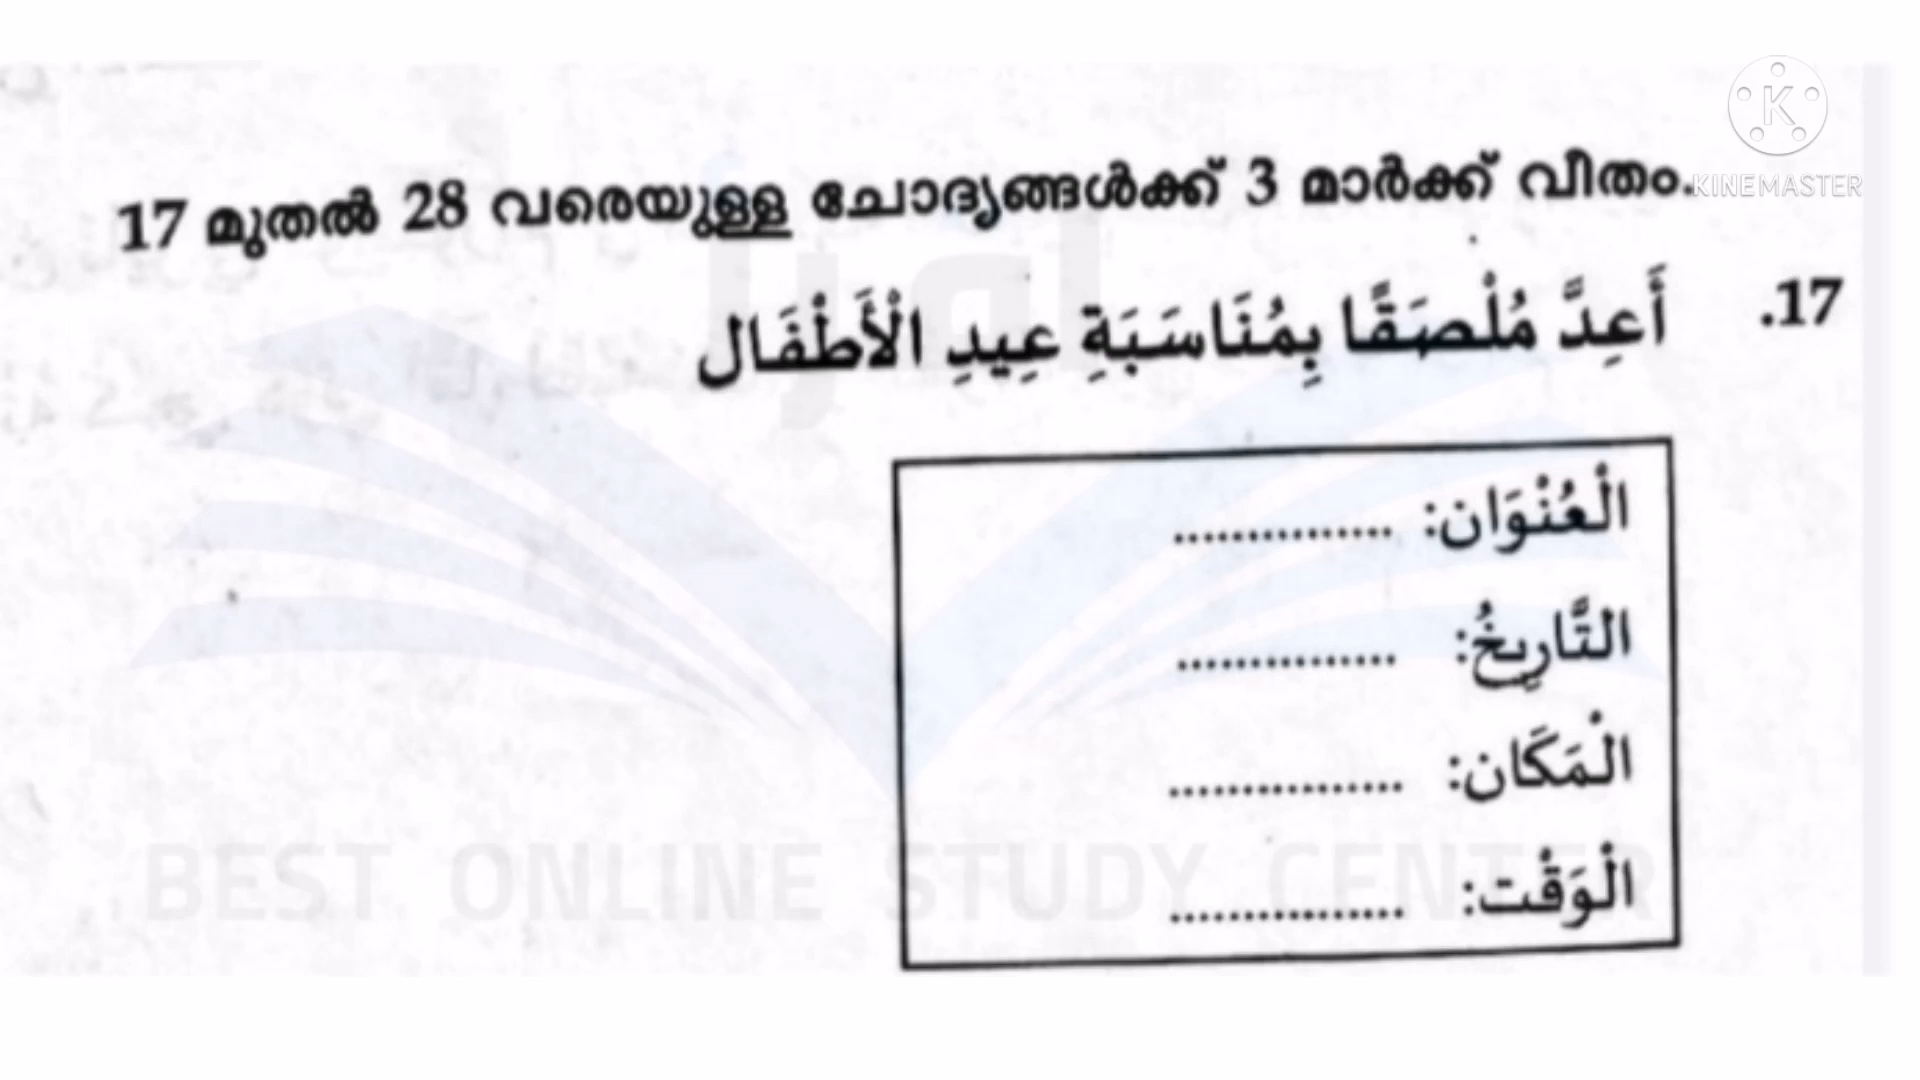 KINEMASTER
17 മുതൽ 28 വരെയുള്ള ചോദ്യങ്ങൾക്ക് 3 മാർക്ക് വീതം.
17. أَعِدَّ مُلْصَقًا بِمُنَاسَبَةِ عِيدِ الْأَطْفَال
الْعُنْوَان: ...............
التَّارِيخُ: ...............
الْمَكَان: ................
الْوَقْت: ................
BEST ONLINE STUDY CENTER